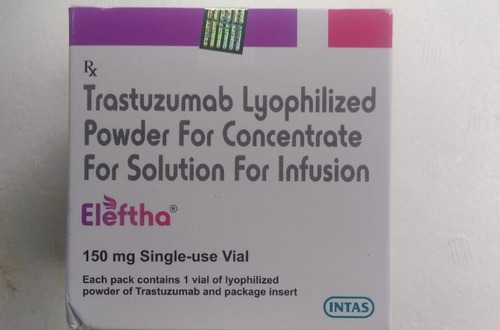 Rx
Trastuzumab Lyophilized
Powder For Concentrate
For Solution For Infusion
Eleftha®
150 mg Single-use Vial
Each pack contains 1 vial of lyophilized
powder of Trastuzumab and package insert
INTAS